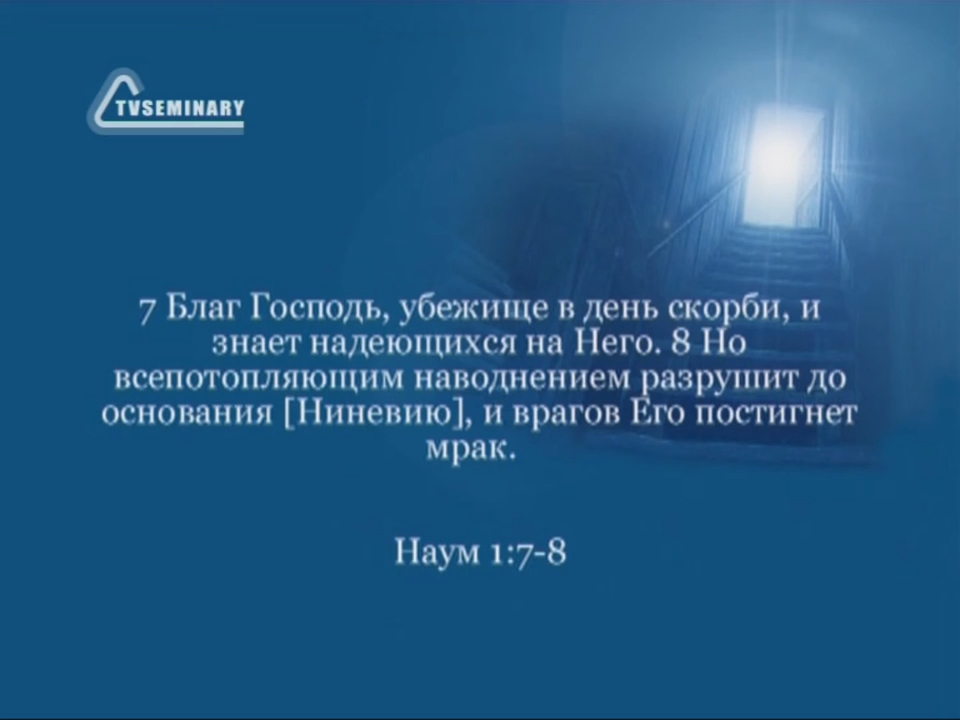 TVSEMINARY
7 Благ Господь, убежище в день скорби, и
знает надеющихся на Него. 8 Но
всепотопляющим наводнением разрушит до
основания [Ниневию], и врагов Его постигнет
мрак.
Наум 1:7-8